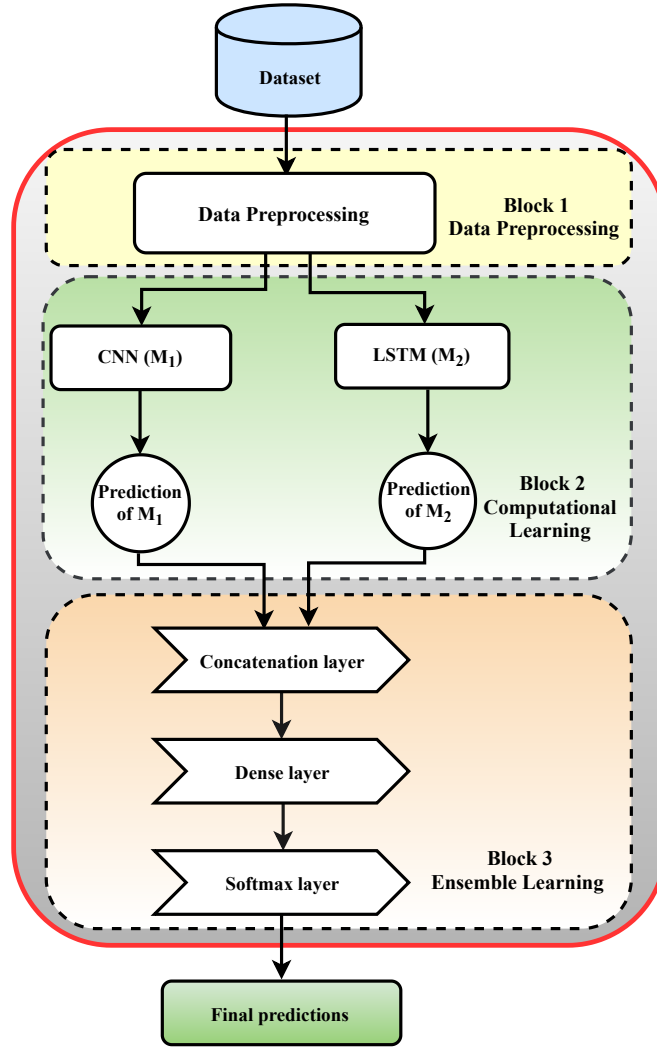 Dataset
Data Preprocessing
Block 1
Data Preprocessing
CNN (M₁)
LSTM (M₂)
Prediction
of M₁
Prediction
of M₂
Block 2
Computational
Learning
Concatenation layer
Dense layer
Softmax layer
Block 3
Ensemble Learning
Final predictions